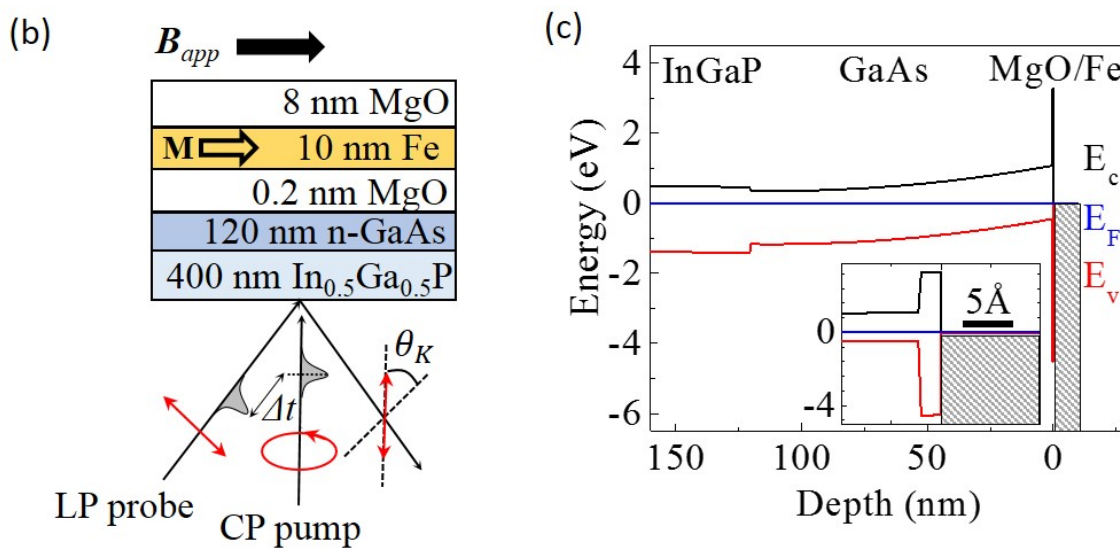 (b)
B_app
8 nm MgO
M 10 nm Fe
0.2 nm MgO
120 nm n-GaAs
400 nm In₀.₅Ga₀.₅P
θ_K
Δt
LP probe
CP pump
(c)
InGaP GaAs MgO/Fe
4
2
0
-2
-4
-6
Energy (eV)
E_c
E_F
E_v
5Å
0
-4
150 100 50 0
Depth (nm)